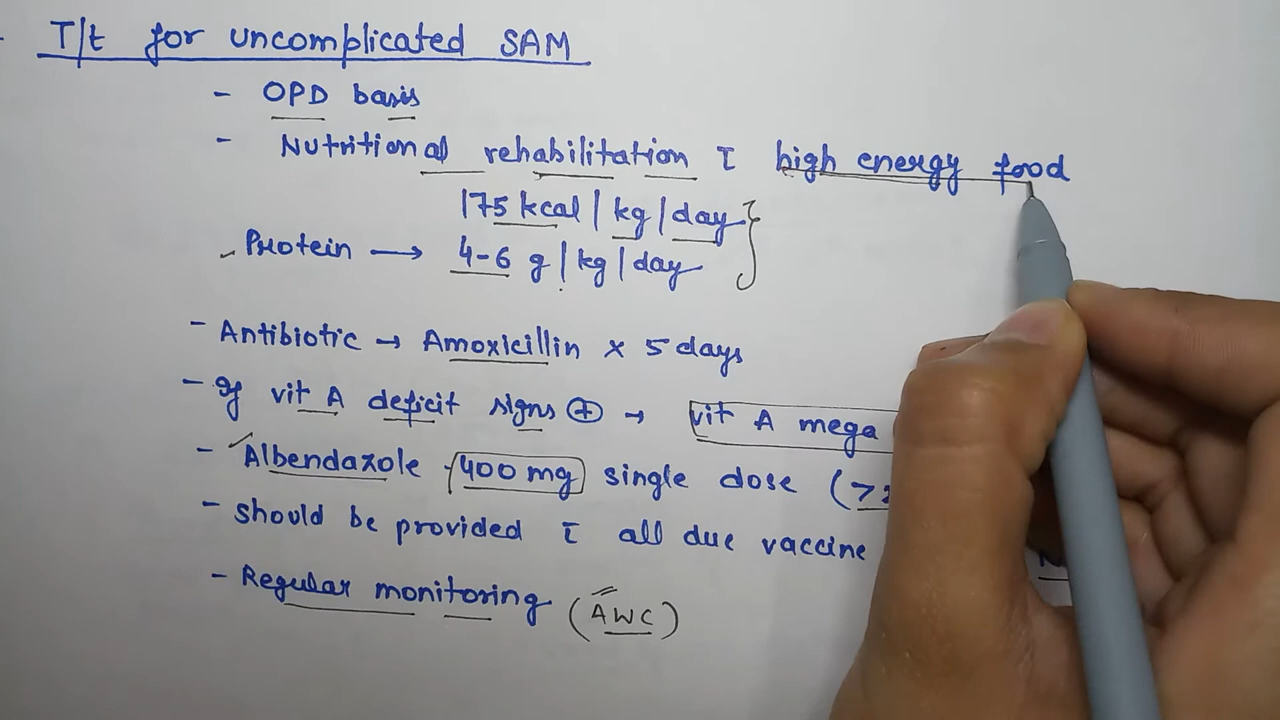 T/t for uncomplicated SAM
- OPD basis
- Nutritional rehabilitation c̄ high energy food
175 kcal | kg | day
Protein → 4-6 g | kg | day
- Antibiotic → Amoxicillin x 5 days
- If vit A deficit signs ⊕ → vit A mega
- Albendazole 400 mg single dose (>
- should be provided c̄ all due vaccine
- Regular monitoring (AWC)